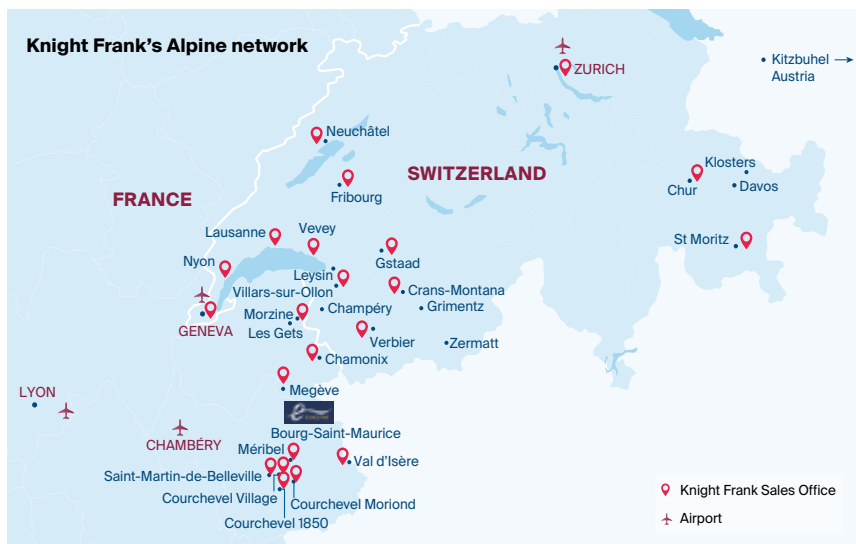 Knight Frank's Alpine network
ZURICH
Kitzbuhel
Austria
Neuchâtel
SWITZERLAND
Klosters
Chur
Davos
Fribourg
FRANCE
Lausanne
Vevey
St Moritz
Gstaad
Nyon
Leysin
Villars-sur-Ollon
Crans-Montana
Grimentz
Champéry
Morzine
GENEVA
Les Gets
Verbier
Zermatt
Chamonix
LYON
Megève
CHAMBÉRY
Bourg-Saint-Maurice
Méribel
Val d'Isère
Saint-Martin-de-Belleville
Courchevel Village
Courchevel Moriond
Courchevel 1850
Knight Frank Sales Office
Airport